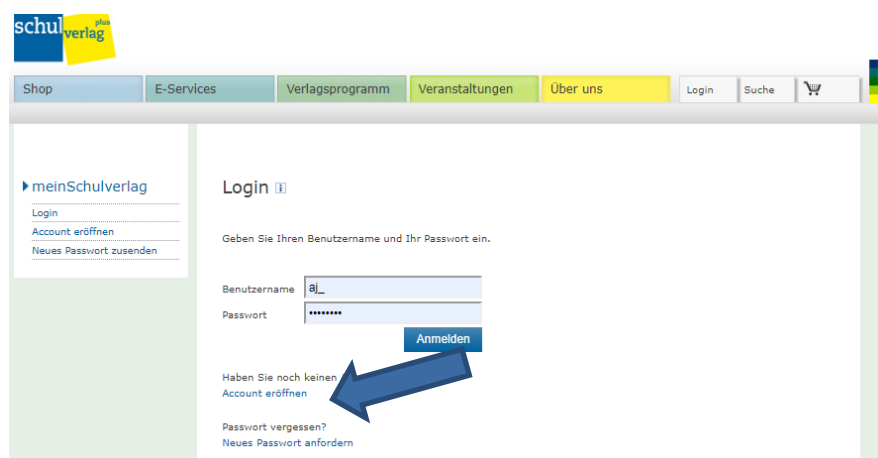 schul
plus
verlag
Shop E-Services Verlagsprogramm Veranstaltungen Über uns Login Suche
meinSchulverlag
Login
Account eröffnen
Neues Passwort zusenden
Login i
Geben Sie Ihren Benutzername und Ihr Passwort ein.
Benutzername aj_
Passwort ••••••••
Anmelden
Haben Sie noch keinen
Account eröffnen
Passwort vergessen?
Neues Passwort anfordern